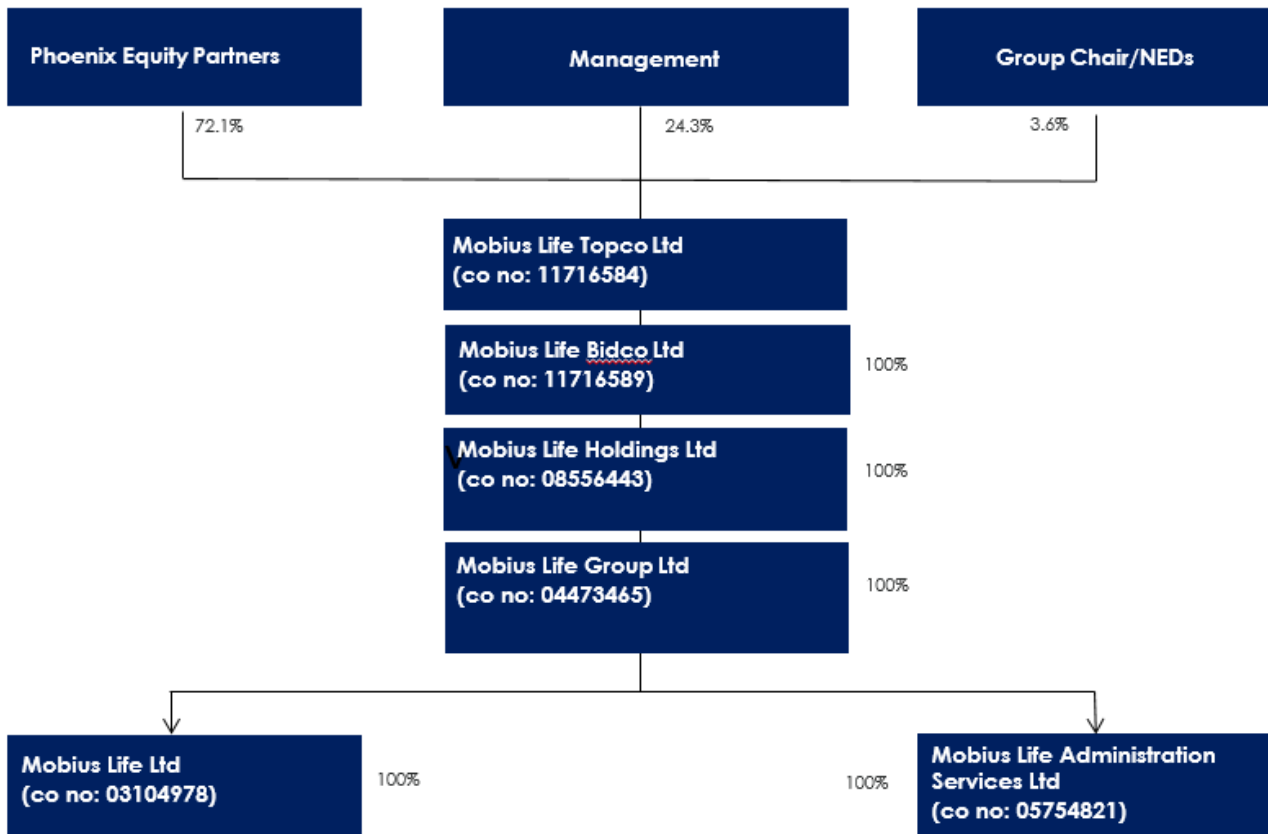 Phoenix Equity Partners
Management
Group Chair/NEDs
72.1%
24.3%
3.6%
Mobius Life Topco Ltd
(co no: 11716584)
Mobius Life Bidco Ltd
(co no: 11716589)
100%
Mobius Life Holdings Ltd
(co no: 08556443)
100%
Mobius Life Group Ltd
(co no: 04473465)
100%
Mobius Life Ltd
(co no: 03104978)
100%
100%
Mobius Life Administration
Services Ltd
(co no: 05754821)